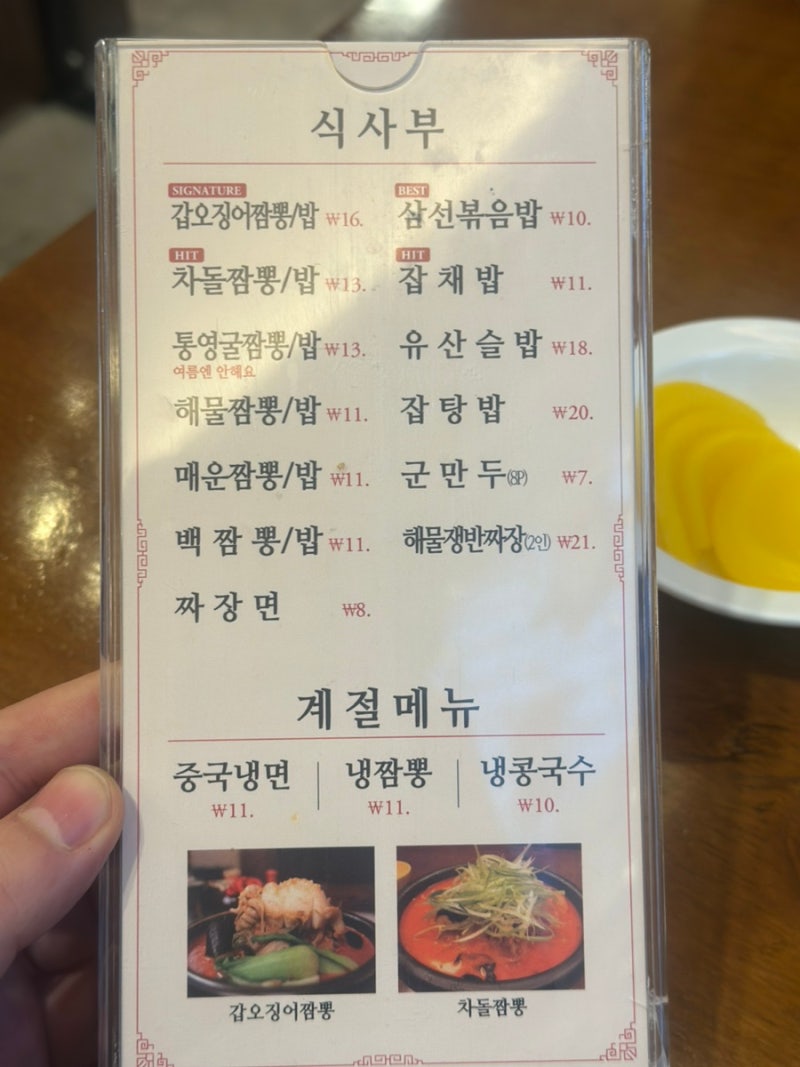 식사부
SIGNATURE
갑오징어짬뽕/밥 ₩16.
HIT
차돌짬뽕/밥 ₩13.
통영굴짬뽕/밥 ₩13.
여름엔 안해요
해물짬뽕/밥 ₩11.
매운짬뽕/밥 ₩11.
백짬뽕/밥 ₩11.
짜장면 ₩8.
BEST
삼선볶음밥 ₩10.
HIT
잡채밥 ₩11.
유산슬밥 ₩18.
잡탕밥 ₩20.
군만두(8P) ₩7.
해물쟁반짜장(2인) ₩21.
계절메뉴
중국냉면 | 냉짬뽕 | 냉콩국수
₩11. ₩11. ₩10.
갑오징어짬뽕 차돌짬뽕